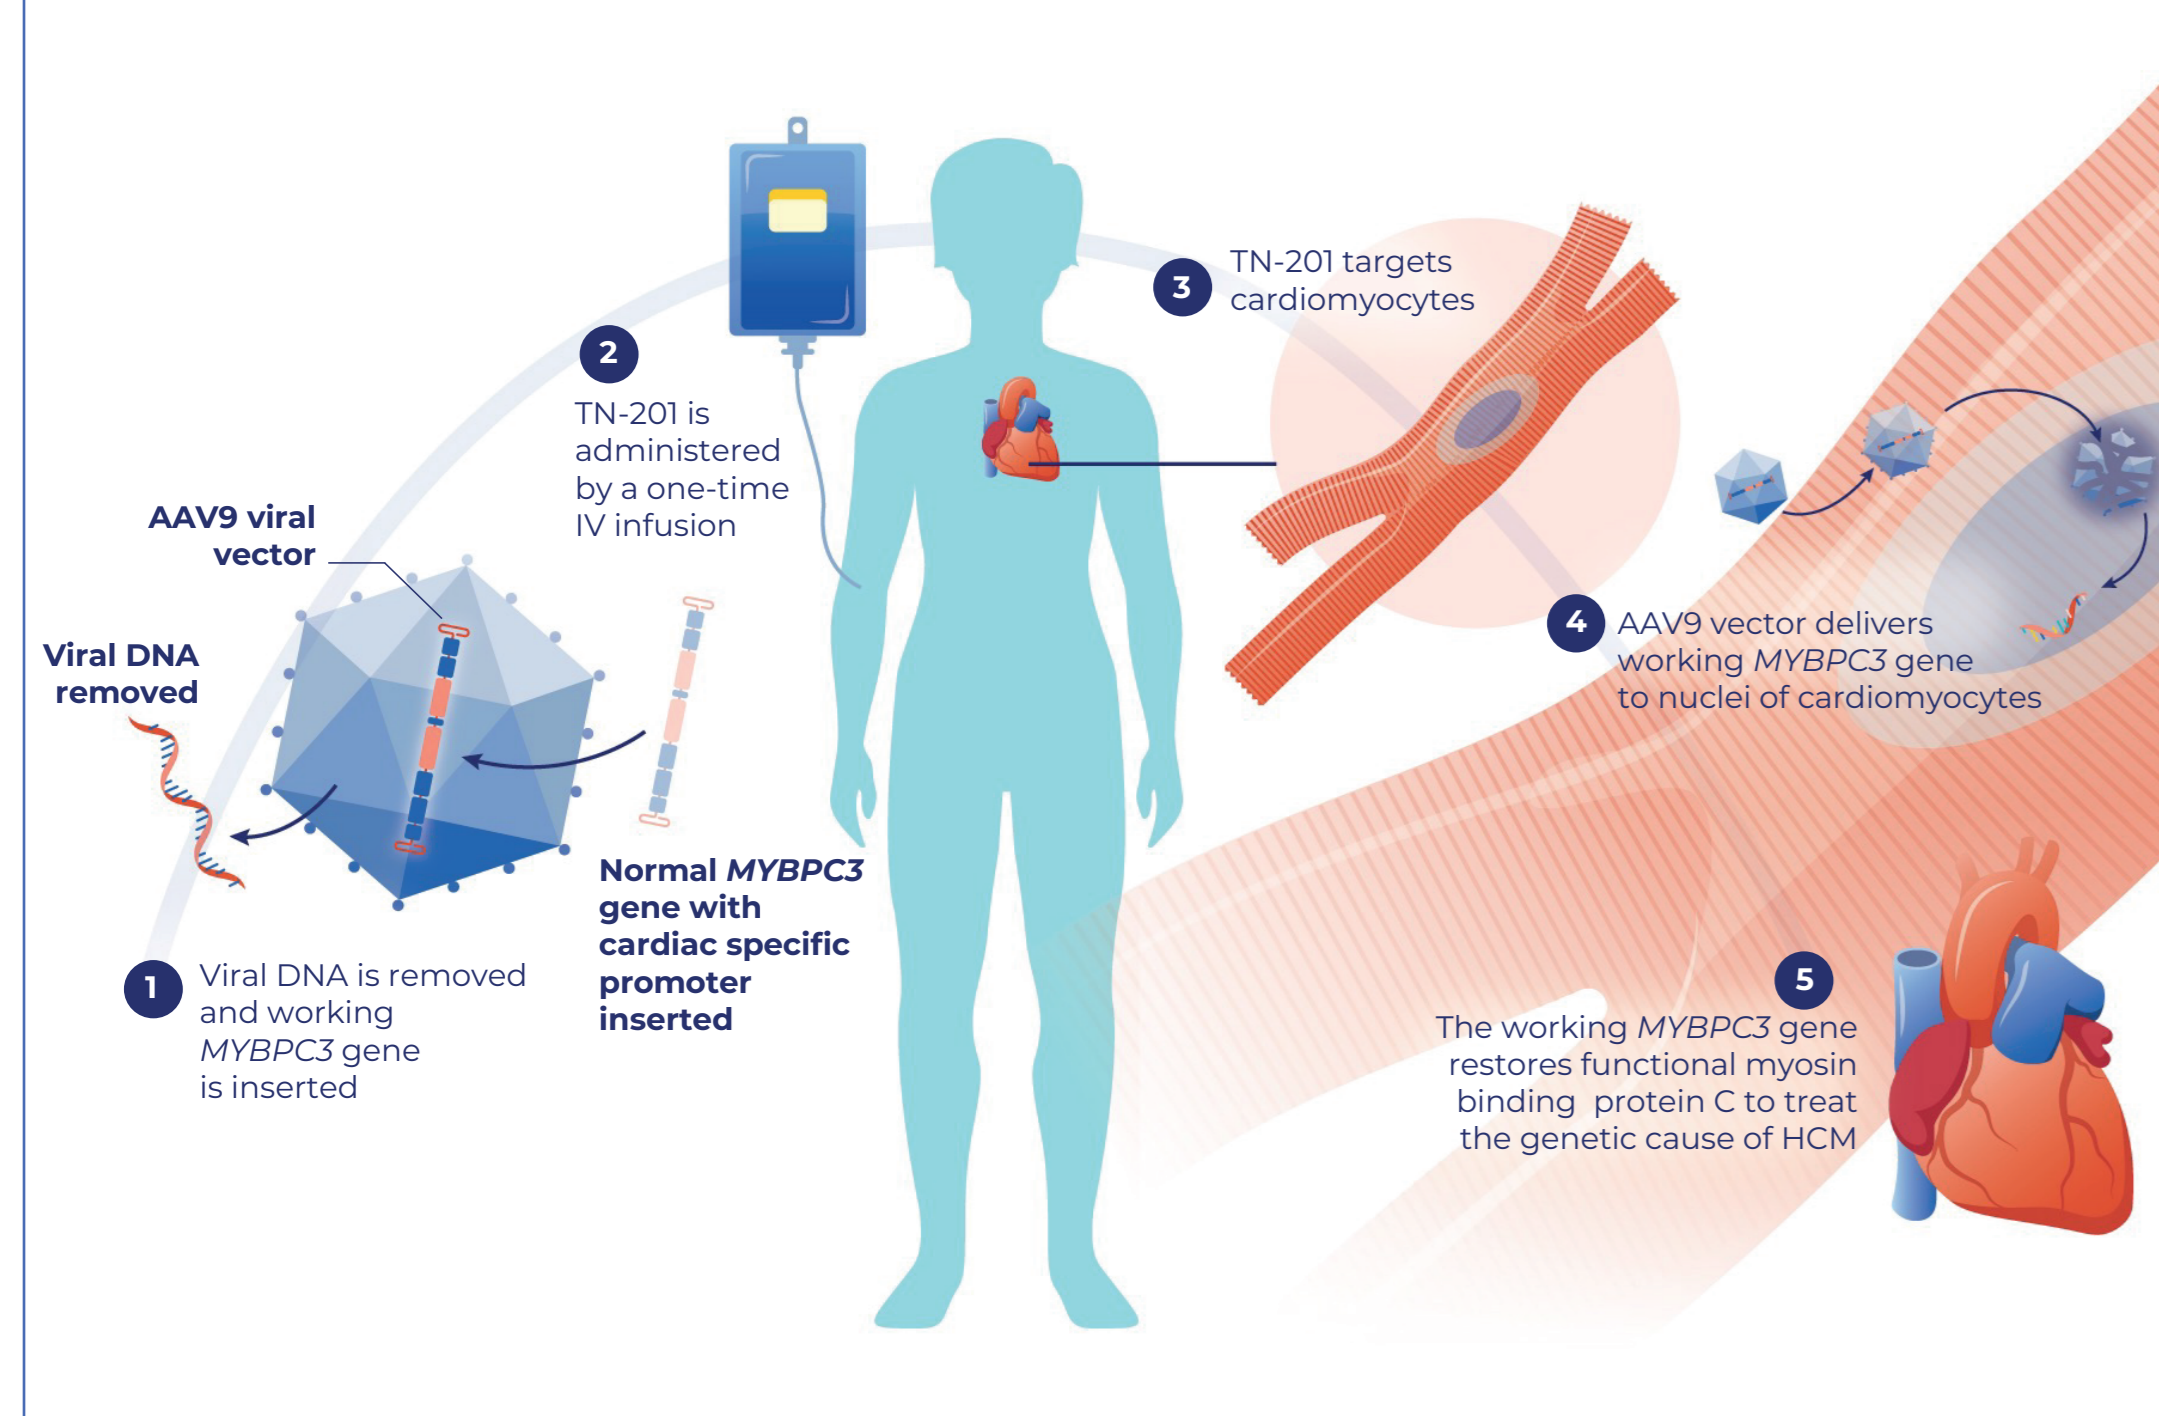 AAV9 viral
vector
Viral DNA
removed
Normal MYBPC3
gene with
cardiac specific
promoter
inserted
1
Viral DNA is removed
and working
MYBPC3 gene
is inserted
2
TN-201 is
administered
by a one-time
IV infusion
3
TN-201 targets
cardiomyocytes
4
AAV9 vector delivers
working MYBPC3 gene
to nuclei of cardiomyocytes
5
The working MYBPC3 gene
restores functional myosin
binding protein C to treat
the genetic cause of HCM